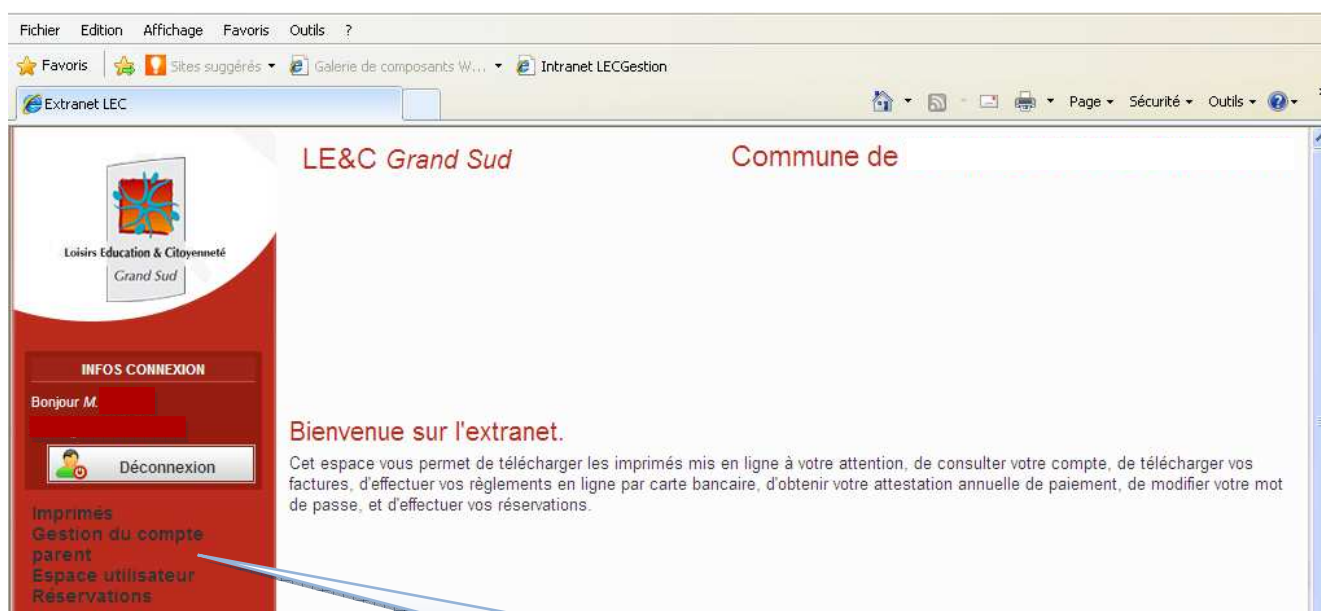 Fichier Edition Affichage Favoris Outils ?
Favoris Sites suggérés Galerie de composants W... Intranet LECGestion
Extranet LEC
Page Sécurité Outils
LE&C Grand Sud
Commune de
Loisirs Education & Citoyenneté
Grand Sud
INFOS CONNEXION
Bonjour M.
Déconnexion
Bienvenue sur l'extranet.
Cet espace vous permet de télécharger les imprimés mis en ligne à votre attention, de consulter votre compte, de télécharger vos
factures, d'effectuer vos règlements en ligne par carte bancaire, d'obtenir votre attestation annuelle de paiement, de modifier votre mot
de passe, et d'effectuer vos réservations.
Imprimés
Gestion du compte
parent
Espace utilisateur
Réservations